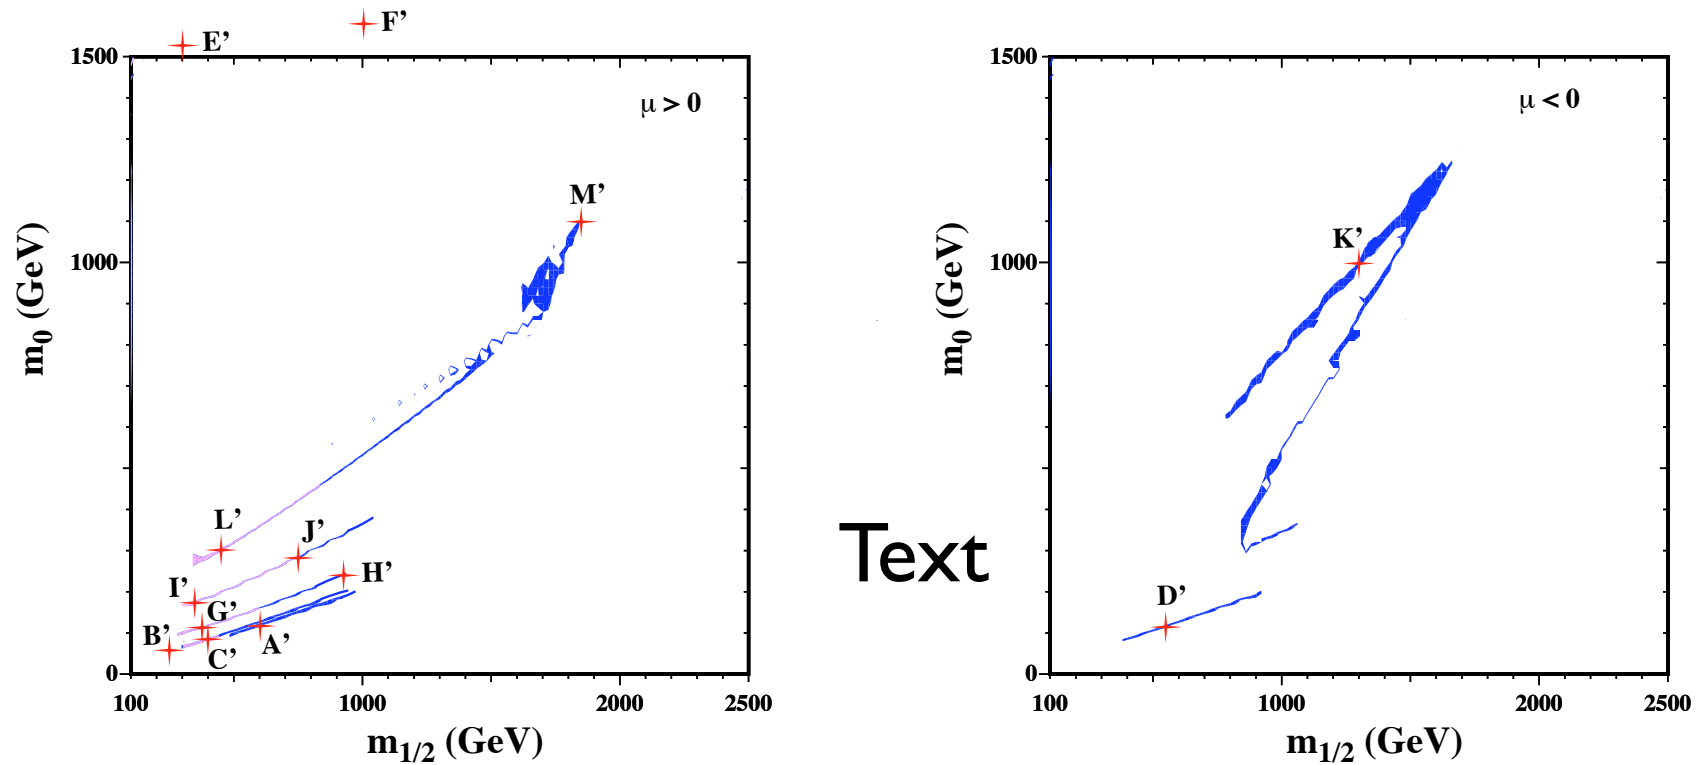 F’
E’
1500
μ > 0
M’
1000
m0 (GeV)
L’
J’
I’
H’
G’
B’
A’
C’
0
100
1000
2000
2500
m1/2 (GeV)
Text
1500
μ < 0
K’
1000
m0 (GeV)
D’
0
100
1000
2000
2500
m1/2 (GeV)